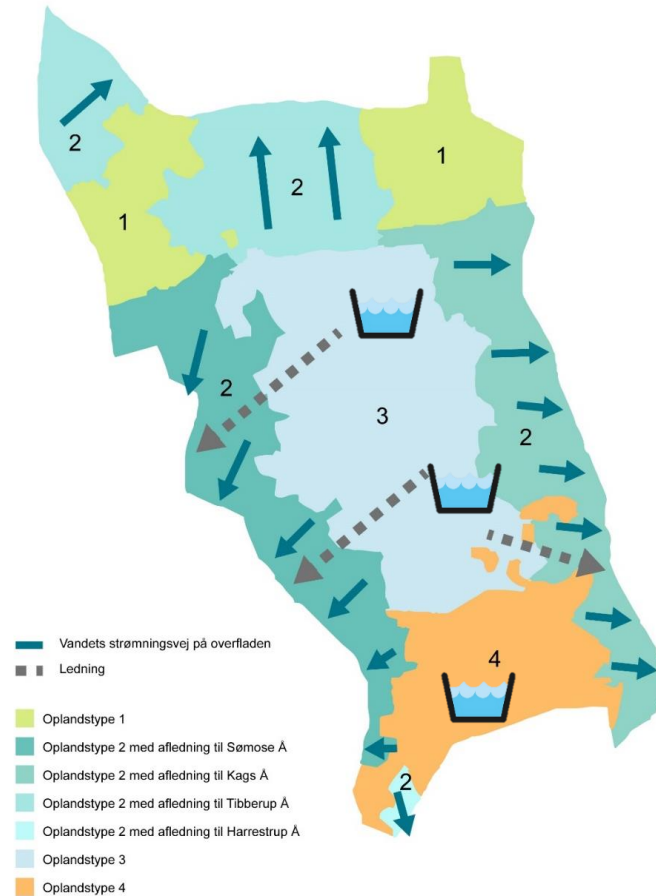 2
1
2
1
2
3
2
4
2
Vandets strømningsvej på overfladen
Ledning
Oplandstype 1
Oplandstype 2 med afledning til Sømose Å
Oplandstype 2 med afledning til Kags Å
Oplandstype 2 med afledning til Tibberup Å
Oplandstype 2 med afledning til Harrestrup Å
Oplandstype 3
Oplandstype 4